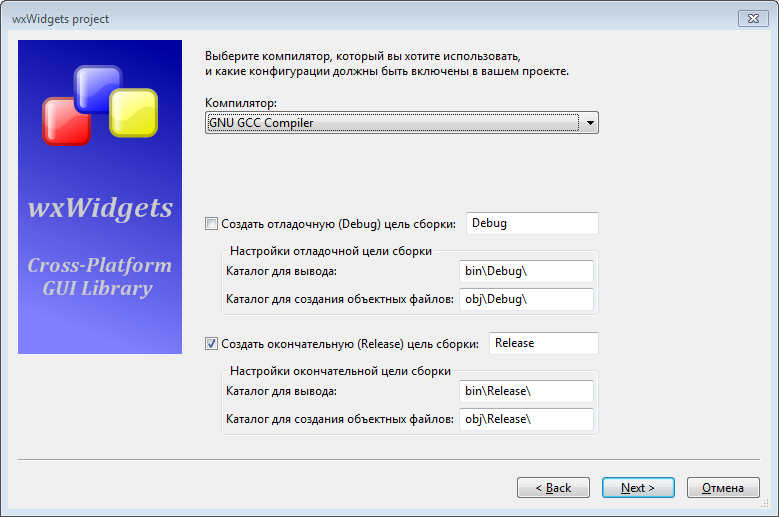 wxWidgets project
Выберите компилятор, который вы хотите использовать,
и какие конфигурации должны быть включены в вашем проекте.
Компилятор:
GNU GCC Compiler
wxWidgets
Cross-Platform
GUI Library
Создать отладочную (Debug) цель сборки: Debug
Настройки отладочной цели сборки
Каталог для вывода: bin\Debug\
Каталог для создания объектных файлов: obj\Debug\
Создать окончательную (Release) цель сборки: Release
Настройки окончательной цели сборки
Каталог для вывода: bin\Release\
Каталог для создания объектных файлов: obj\Release\
< Back Next > Отмена